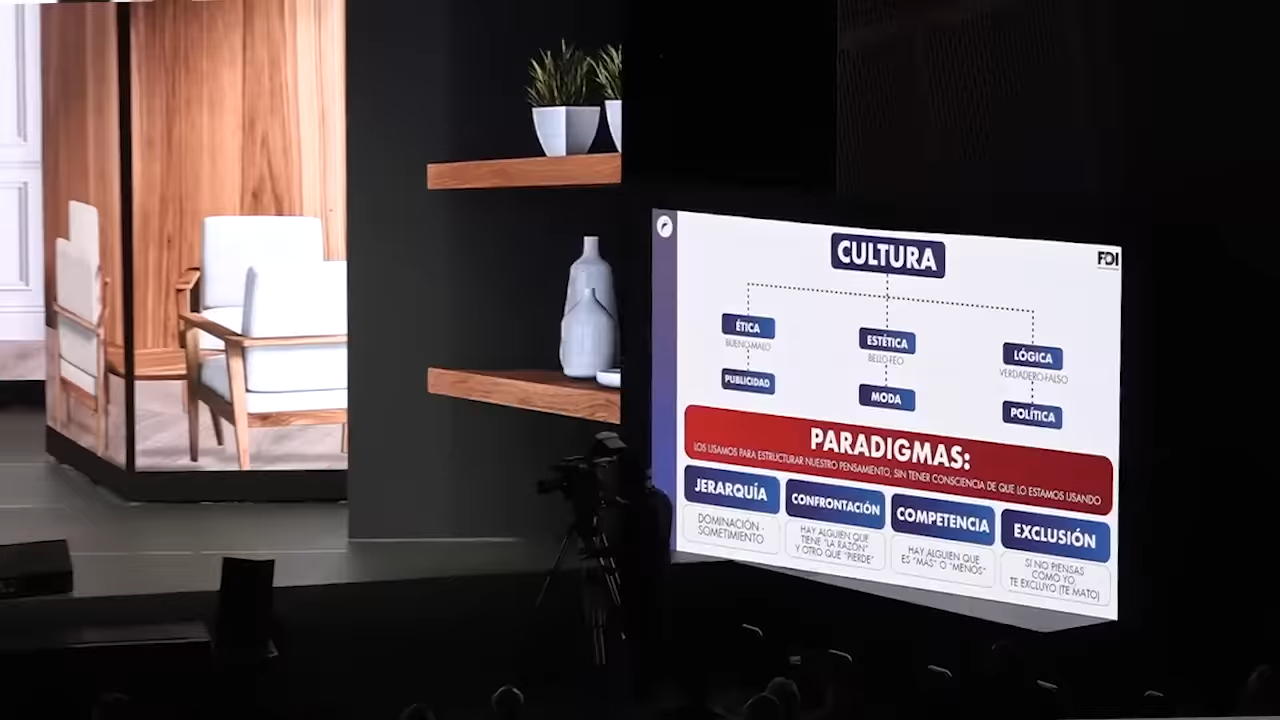 CULTURA
FDI
ÉTICA
BUENO-MALO
PUBLICIDAD
ESTÉTICA
BELLO-FEO
MODA
LÓGICA
VERDADERO-FALSO
POLÍTICA
PARADIGMAS:
LOS USAMOS PARA ESTRUCTURAR NUESTRO PENSAMIENTO, SIN TENER CONSCIENCIA DE QUE LO ESTAMOS USANDO
JERARQUÍA
DOMINACIÓN -
SOMETIMIENTO
CONFRONTACIÓN
HAY ALGUIEN QUE
TIENE "LA RAZÓN"
Y OTRO QUE "PIERDE"
COMPETENCIA
HAY ALGUIEN QUE
ES "MÁS" O "MENOS"
EXCLUSIÓN
SI NO PIENSAS
COMO YO
TE EXCLUYO (TE MATO)